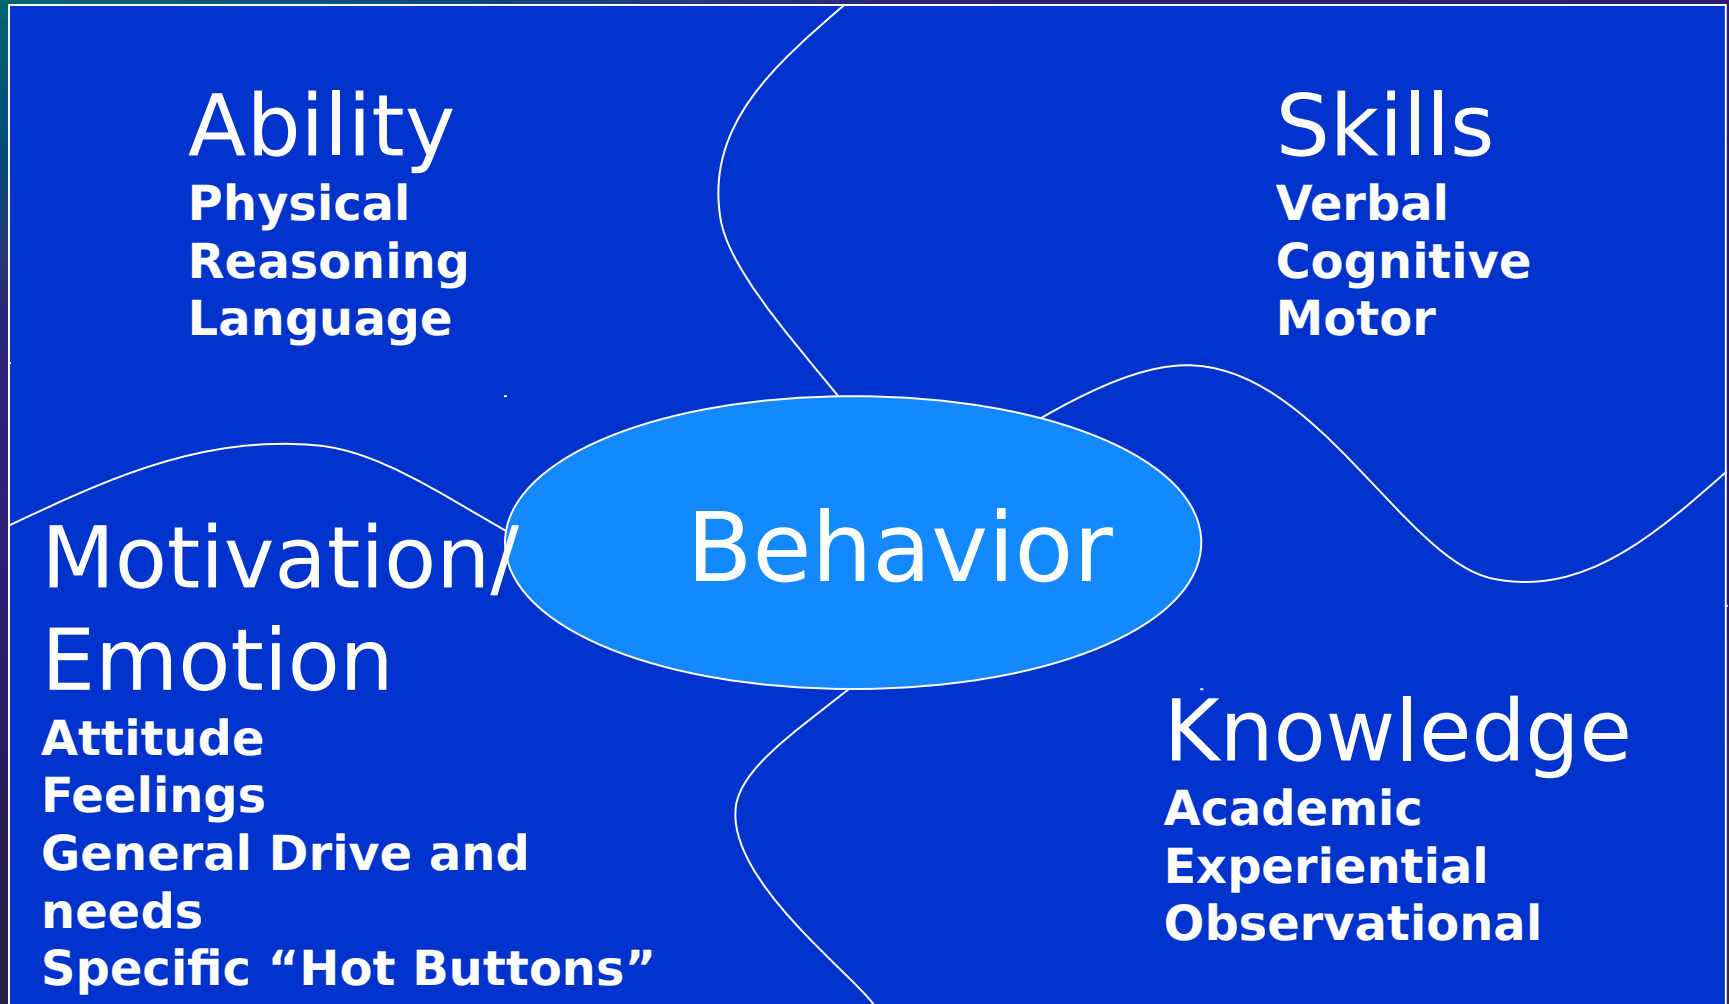 Ability
Physical
Reasoning
Language
Skills
Verbal
Cognitive
Motor
Behavior
Motivation/
Emotion
Attitude
Feelings
General Drive and
needs
Specific “Hot Buttons”
Knowledge
Academic
Experiential
Observational